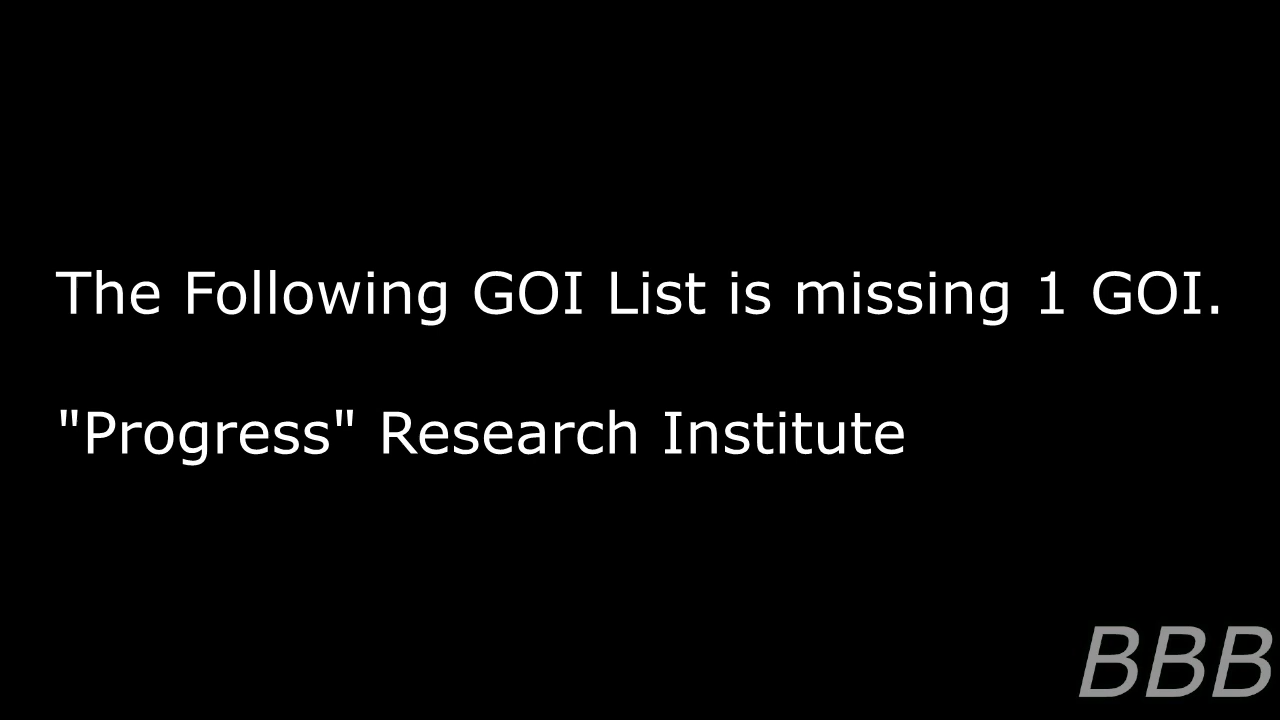 The Following GOI List is missing 1 GOI.
"Progress" Research Institute
BBB